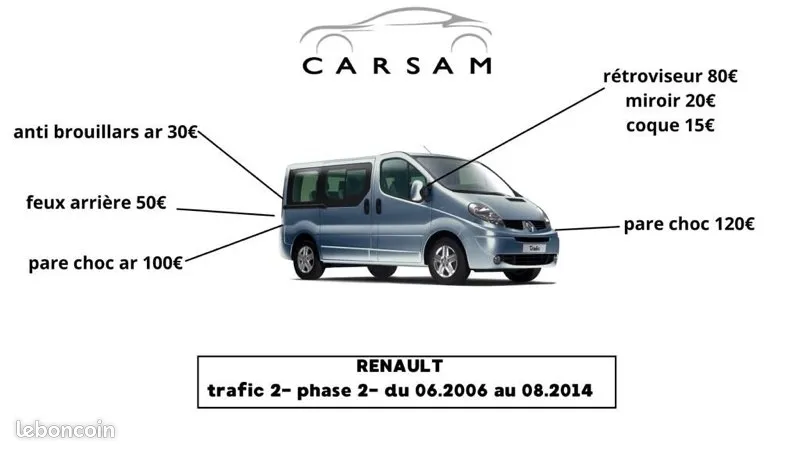 CARSAM
rétroviseur 80€
miroir 20€
coque 15€
anti brouillars ar 30€
feux arrière 50€
pare choc 120€
pare choc ar 100€
RENAULT
trafic 2- phase 2- du 06.2006 au 08.2014
leboncoin